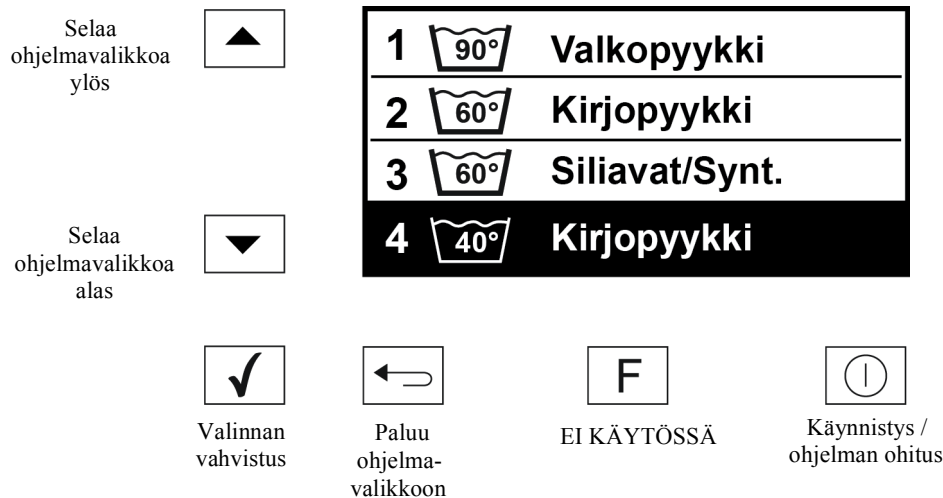 Selaa
ohjelmavalikkoa
ylös
1 90° Valkopyykki
2 60° Kirjopyykki
3 60° Siliavat/Synt.
4 40° Kirjopyykki
Selaa
ohjelmavalikkoa
alas
F
Valinnan
vahvistus
Paluu
ohjelma-
valikkoon
EI KÄYTÖSSÄ
Käynnistys /
ohjelman ohitus